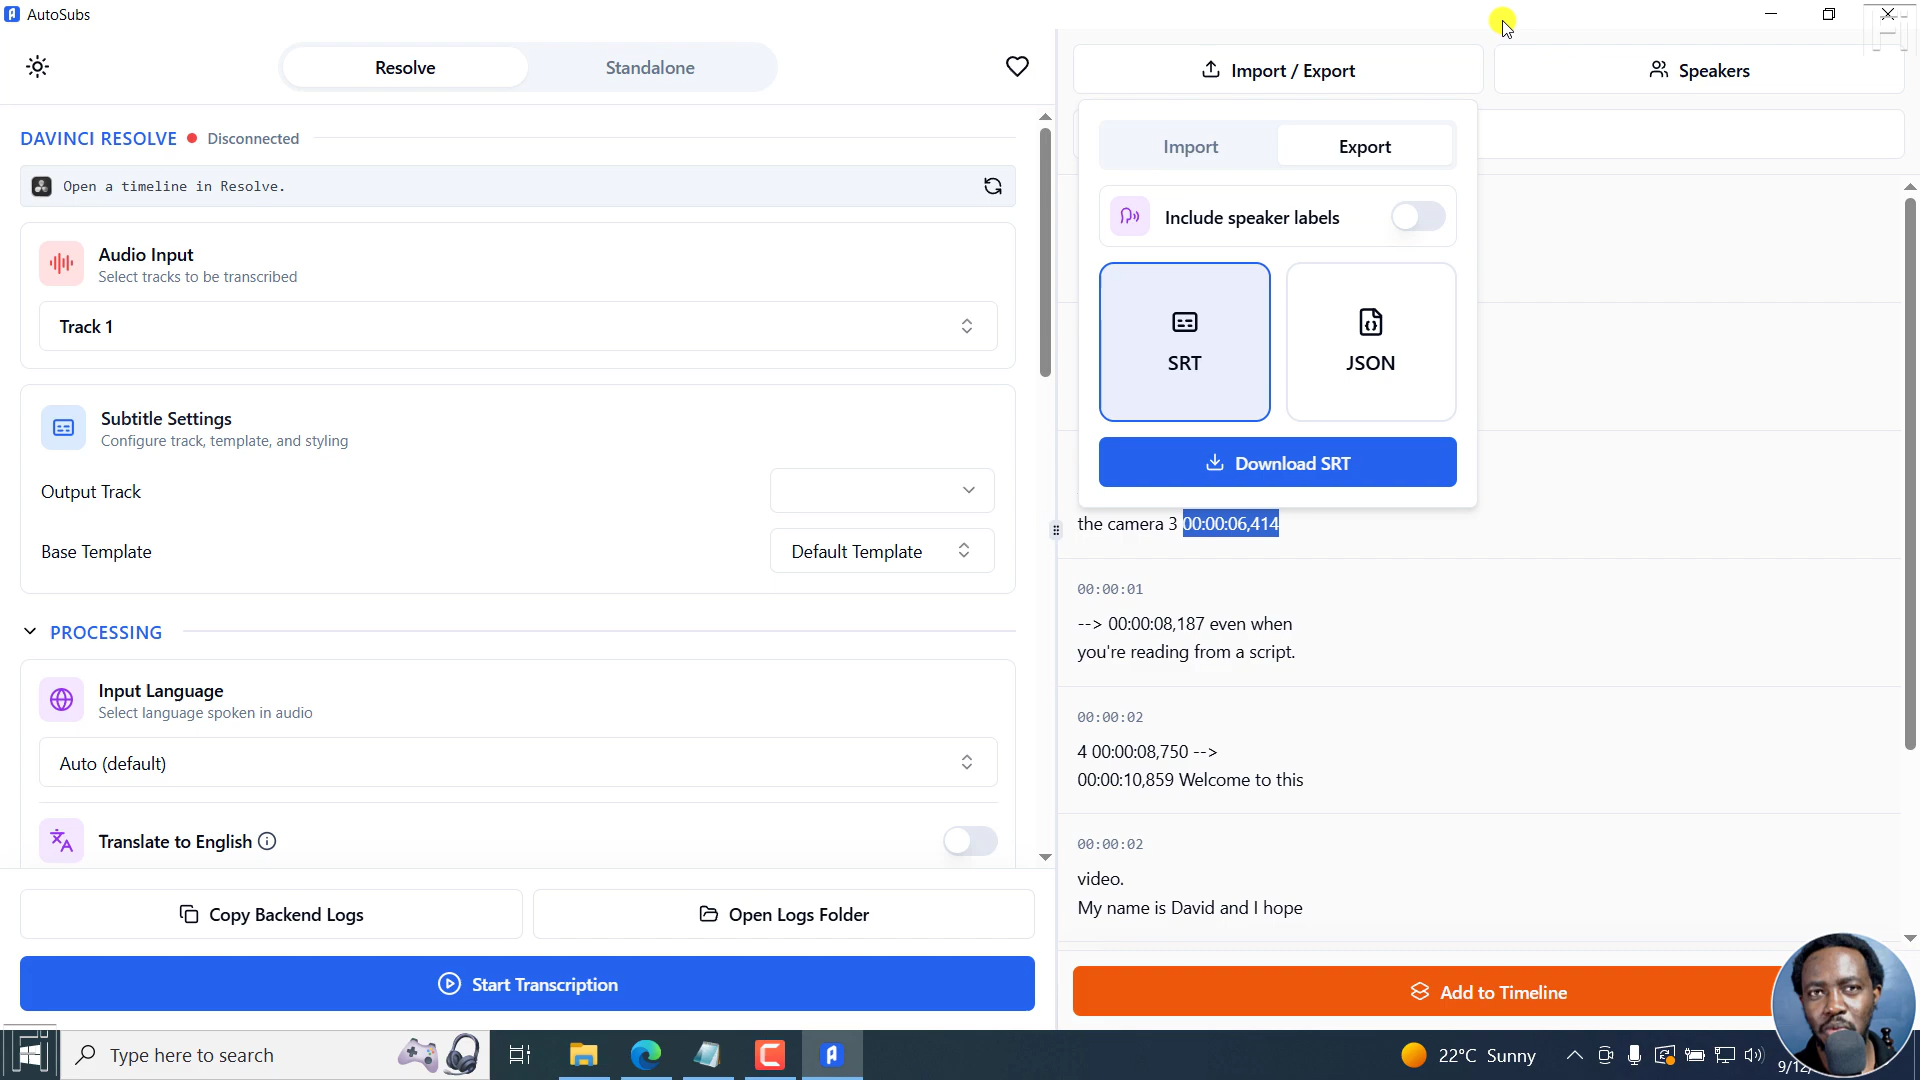 AutoSubs
Resolve
Standalone
Import / Export
Speakers
DAVINCI RESOLVE
Disconnected
Open a timeline in Resolve.
Import
Export
Include speaker labels
Audio Input
Select tracks to be transcribed
Track 1
SRT
JSON
Subtitle Settings
Configure track, template, and styling
Download SRT
Output Track
Base Template
Default Template
the camera 3 00:00:06,414
00:00:01
--> 00:00:08,187 even when
you're reading from a script.
PROCESSING
Input Language
Select language spoken in audio
Auto (default)
00:00:02
4 00:00:08,750 -->
00:00:10,859 Welcome to this
Translate to English
00:00:02
video.
My name is David and I hope
Copy Backend Logs
Open Logs Folder
Start Transcription
Add to Timeline
Type here to search
22°C Sunny